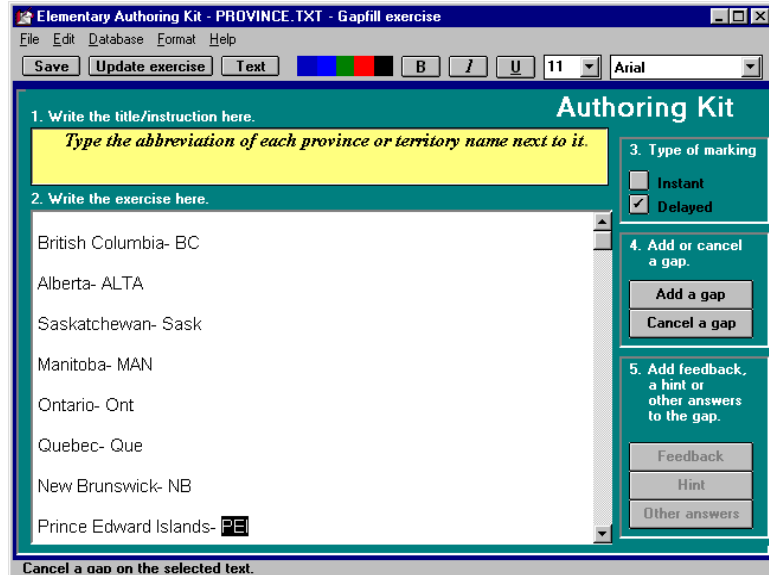 Elementary Authoring Kit - PROVINCE.TXT - Gapfill exercise
File Edit Database Format Help
Save Update exercise Text B I U 11 Arial
Authoring Kit
1. Write the title/instruction here.
Type the abbreviation of each province or territory name next to it.
2. Write the exercise here.
British Columbia- BC
Alberta- ALTA
Saskatchewan- Sask
Manitoba- MAN
Ontario- Ont
Quebec- Que
New Brunswick- NB
Prince Edward Islands- PEI
3. Type of marking
Instant
Delayed
4. Add or cancel
a gap.
Add a gap
Cancel a gap
5. Add feedback,
a hint or
other answers
to the gap.
Feedback
Hint
Other answers
Cancel a gap on the selected text.